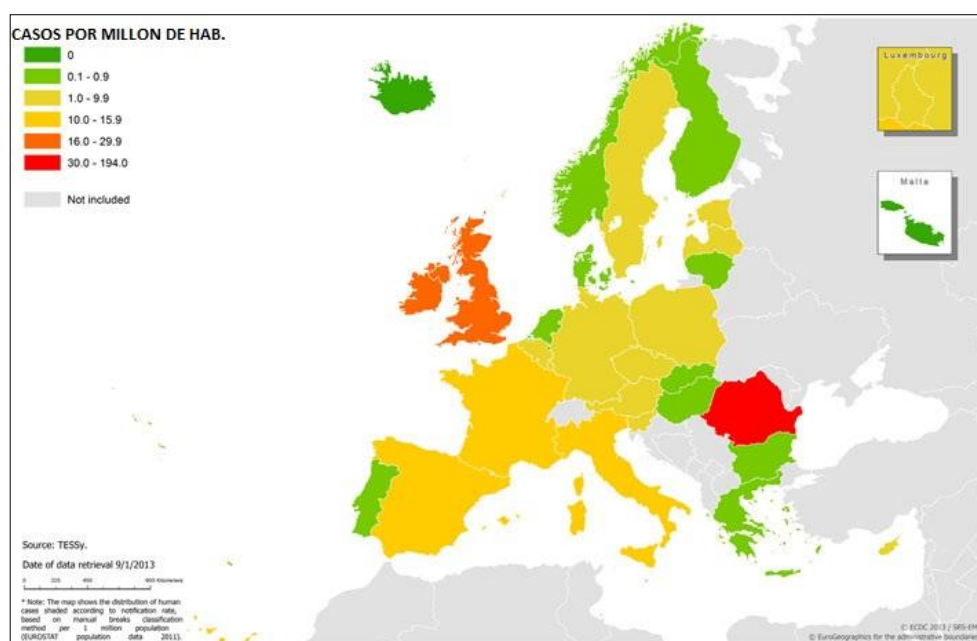 CASOS POR MILLON DE HAB.
0
0.1 - 0.9
1.0 - 9.9
10.0 - 15.9
16.0 - 29.9
30.0 - 194.0
Not included
Luxembourg
Malta
Source: TESSy.
Date of data retrieval 9/1/2013
* Note: The map shows the distribution of human
cases shaded according to notification rate,
based on manual breaks classification
method per 1 million population
(EUROSTAT population data 2011).
© ECDC 2013 /
© EuroGeographics for the administrative boundaries